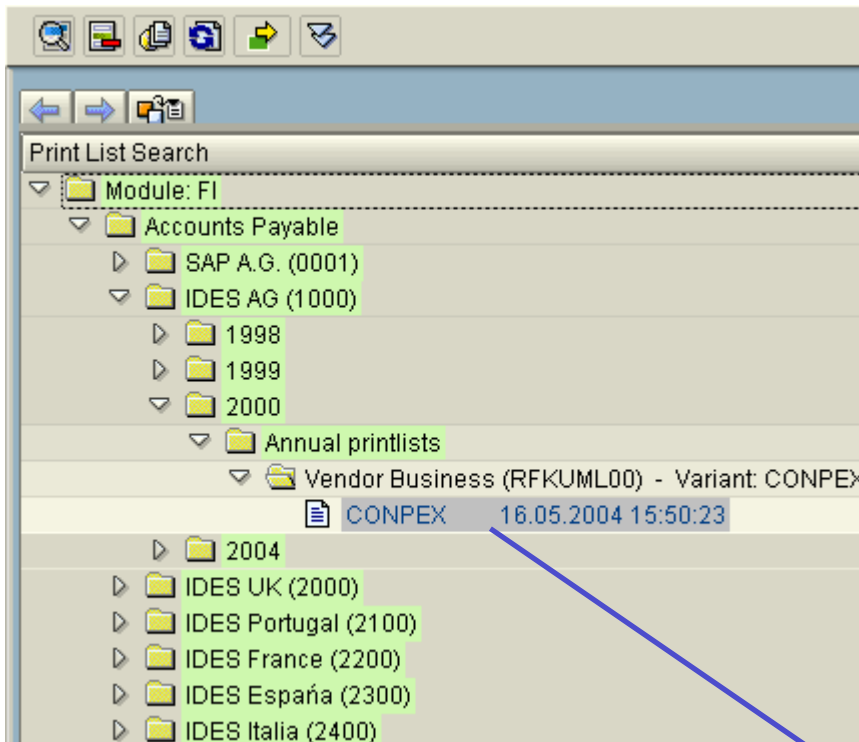 Print List Search
Module: FI
Accounts Payable
SAP A.G. (0001)
IDES AG (1000)
1998
1999
2000
Annual printlists
Vendor Business (RFKUML00) - Variant: CONPEX
CONPEX 16.05.2004 15:50:23
2004
IDES UK (2000)
IDES Portugal (2100)
IDES France (2200)
IDES Espańa (2300)
IDES Italia (2400)